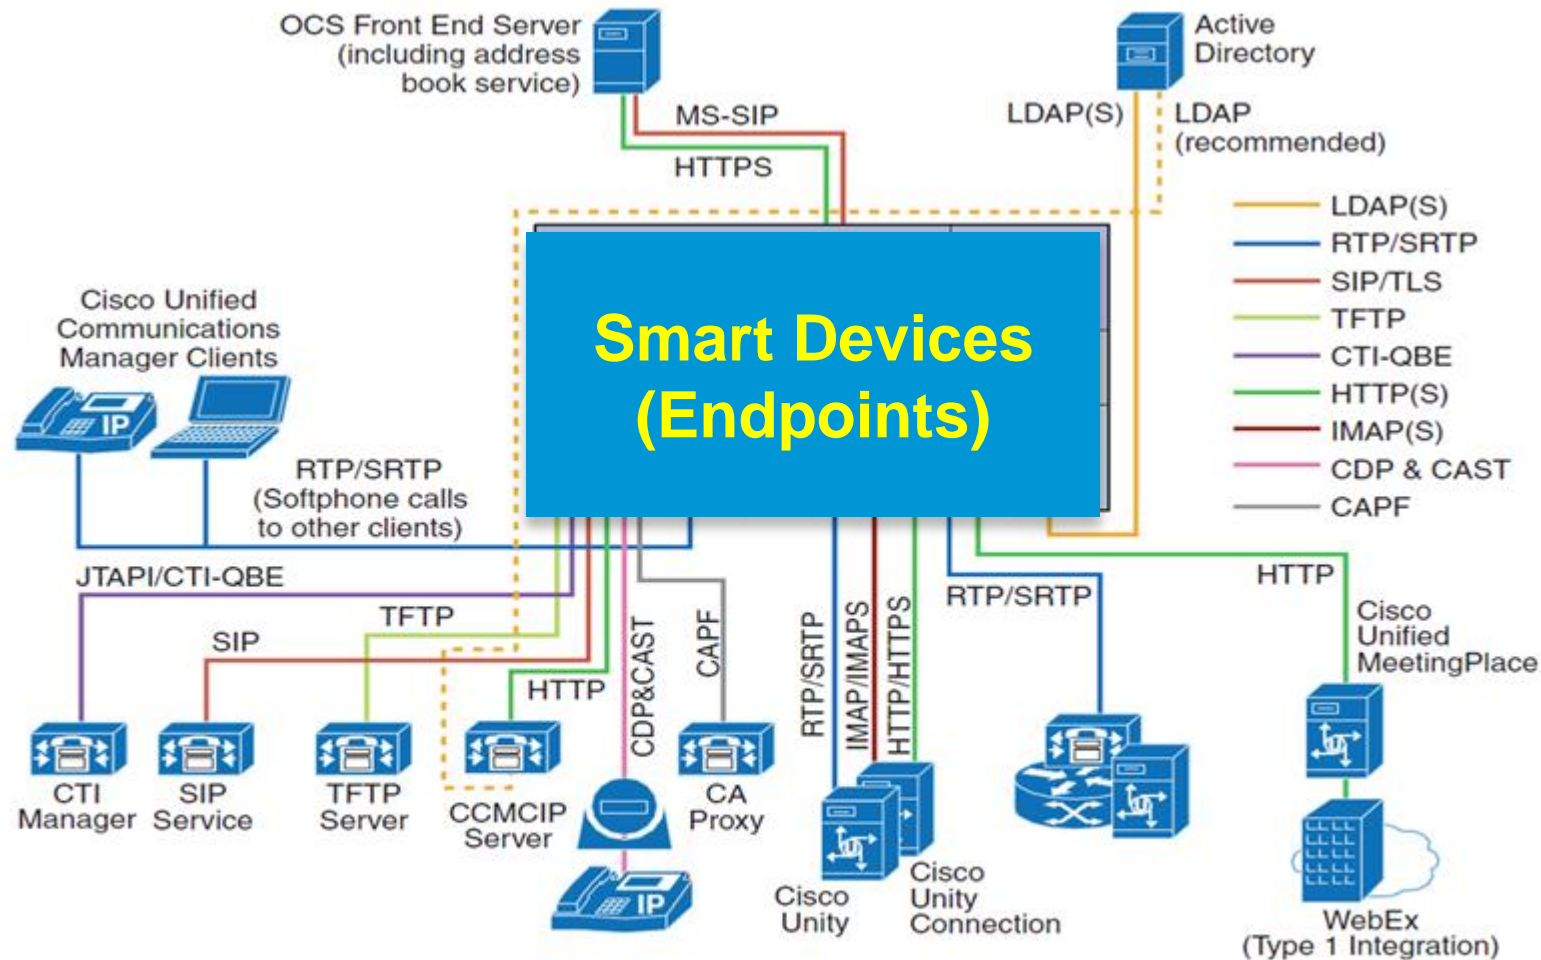 OCS Front End Server
(including address
book service)
Active
Directory
MS-SIP
HTTPS
LDAP(S)
LDAP
(recommended)
LDAP(S)
RTP/SRTP
SIP/TLS
TFTP
CTI-QBE
HTTP(S)
IMAP(S)
CDP & CAST
CAPF
Smart Devices
(Endpoints)
Cisco Unified
Communications
Manager Clients
IP
RTP/SRTP
(Softphone calls
to other clients)
JTAPI/CTI-QBE
TFTP
SIP
HTTP
CDP&CAST
CAPF
RTP/SRTP
IMAP/IMAPS
HTTP/HTTPS
RTP/SRTP
HTTP
Cisco
Unified
MeetingPlace
CTI
Manager
SIP
Service
TFTP
Server
CCMCIP
Server
CA
Proxy
IP
Cisco
Unity
Cisco
Unity
Connection
WebEx
(Type 1 Integration)